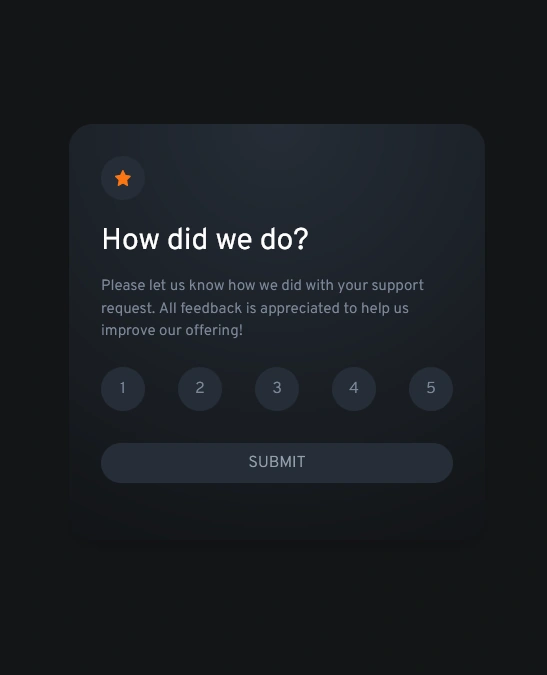 How did we do?
Please let us know how we did with your support
request. All feedback is appreciated to help us
improve our offering!
1 2 3 4 5
SUBMIT